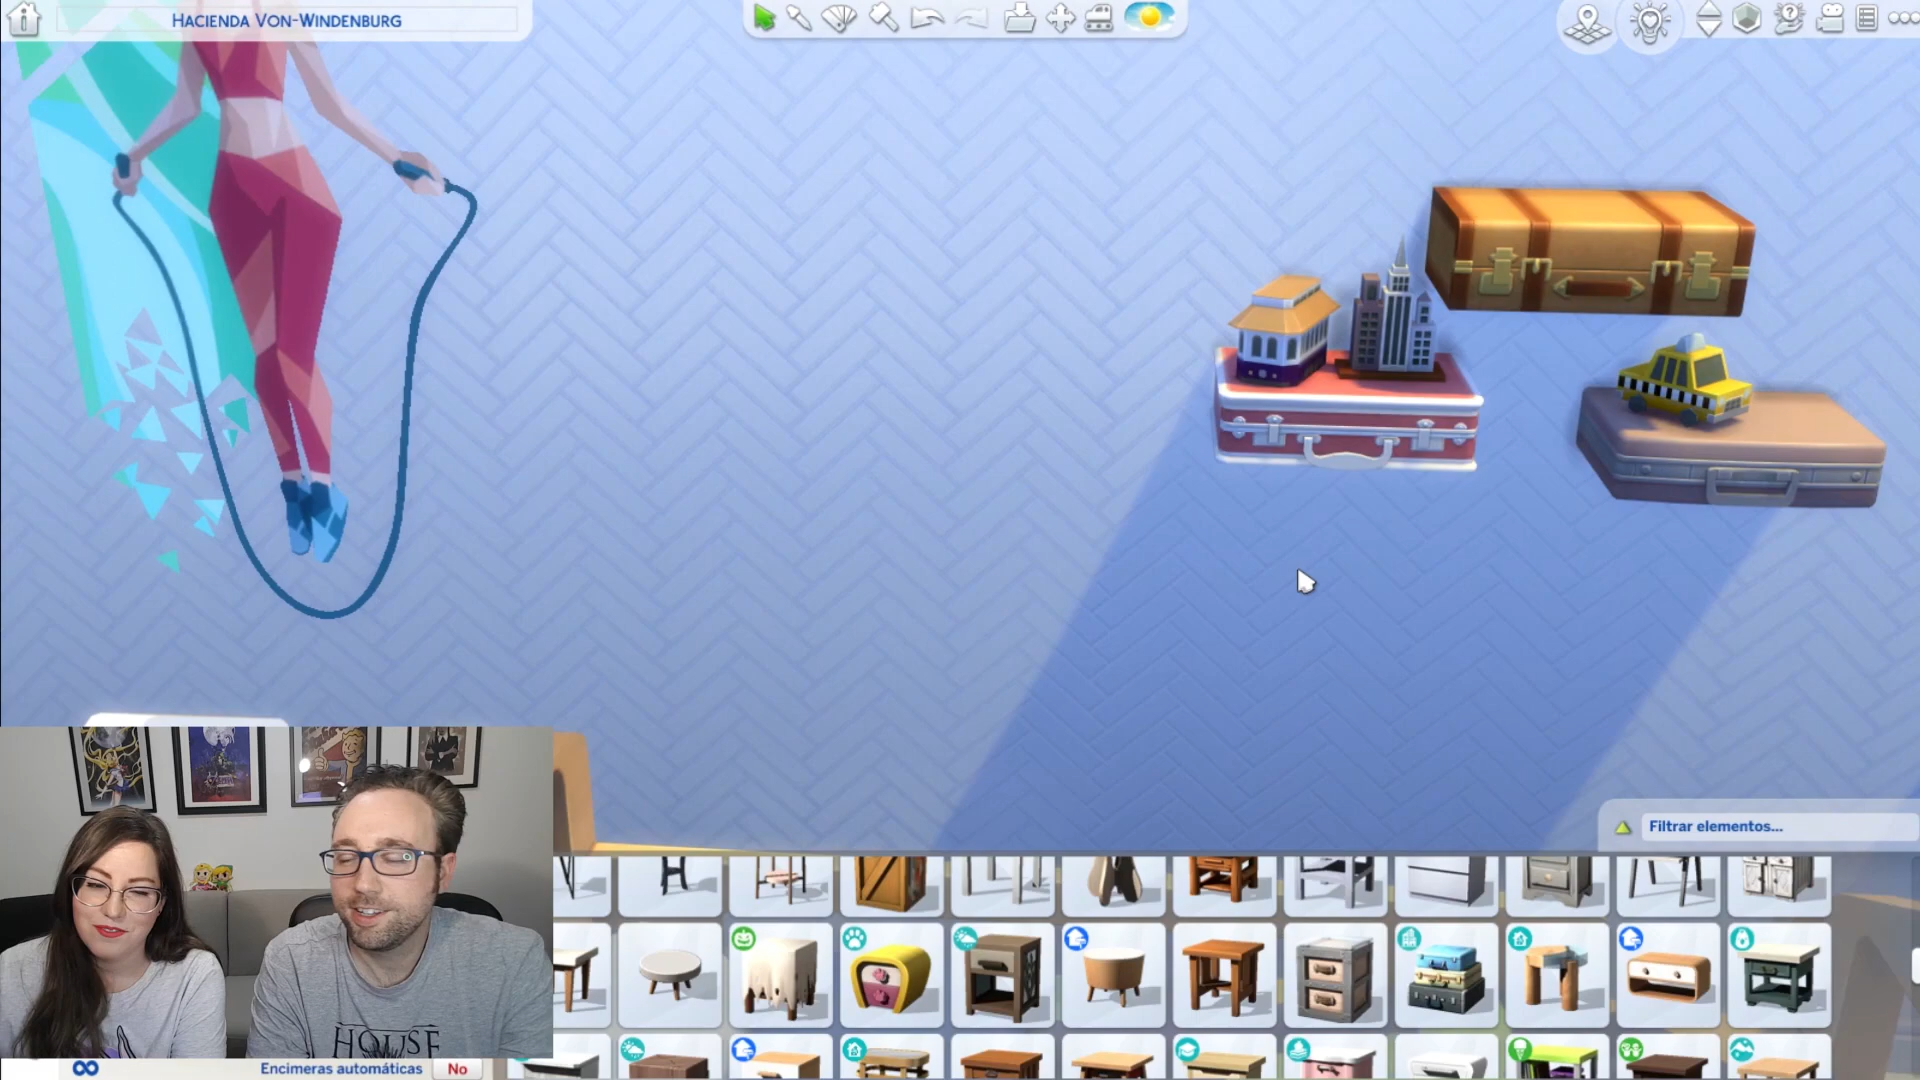 Hacienda Von-Windenburg
Filtrar elementos...
HOUSE
Encimeras automáticas No